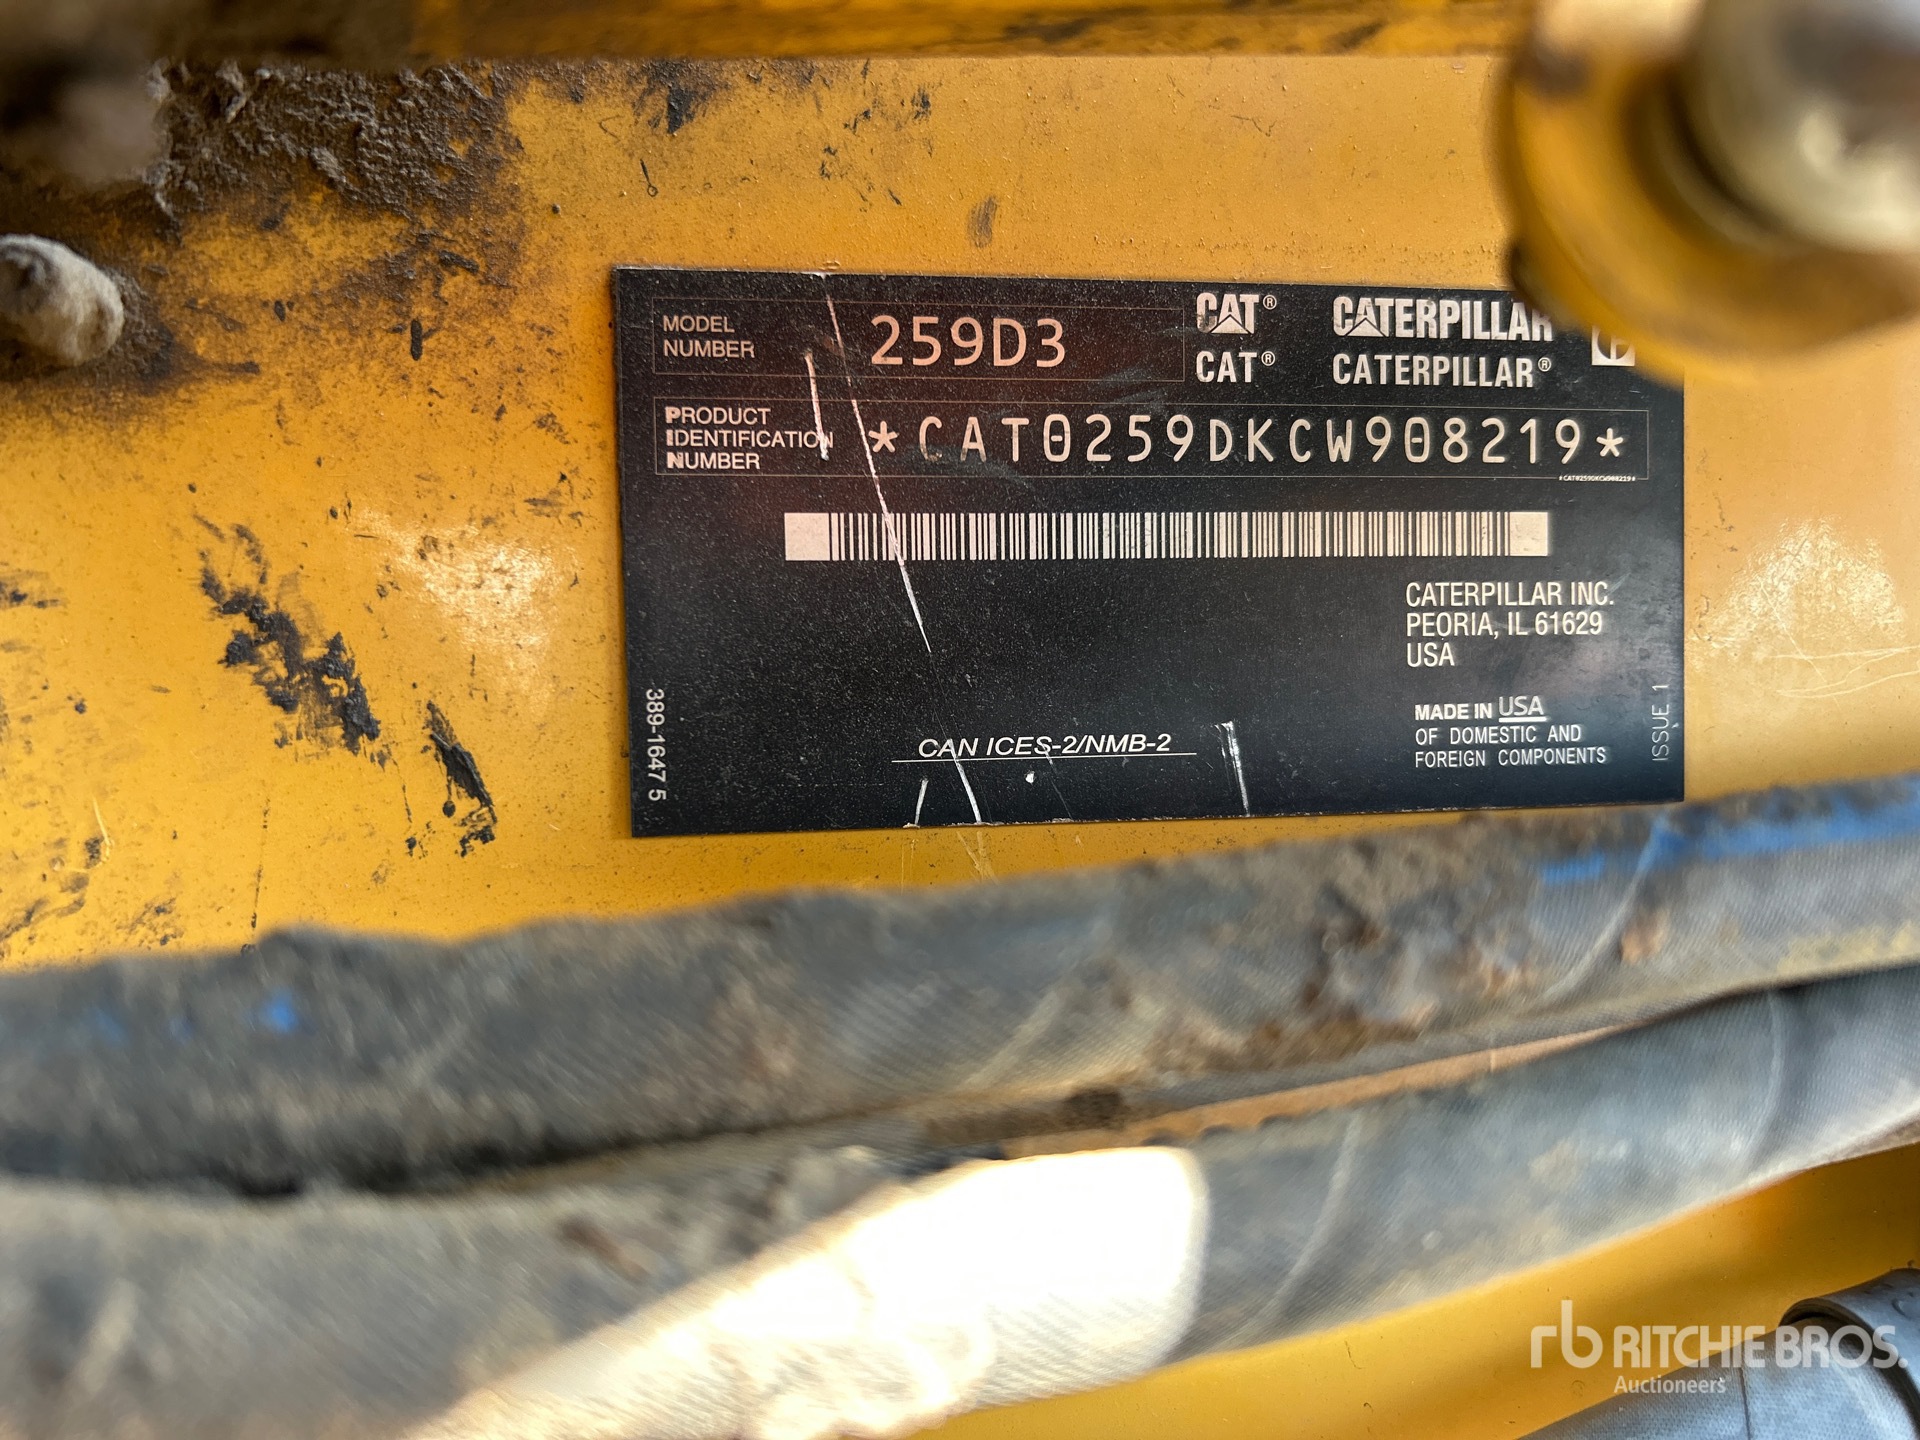 MODEL
NUMBER
259D3
CAT® CATERPILLAR
CAT® CATERPILLAR®
PRODUCT
IDENTIFICATION
NUMBER
*CAT0259DKCW908219*
*CAT0259DKCW908219*
CATERPILLAR INC.
PEORIA, IL 61629
USA
MADE IN USA
OF DOMESTIC AND
FOREIGN COMPONENTS
CAN ICES-2/NMB-2
389-1647 5
ISSUE 1
rb RITCHIE BROS.
Auctioneers